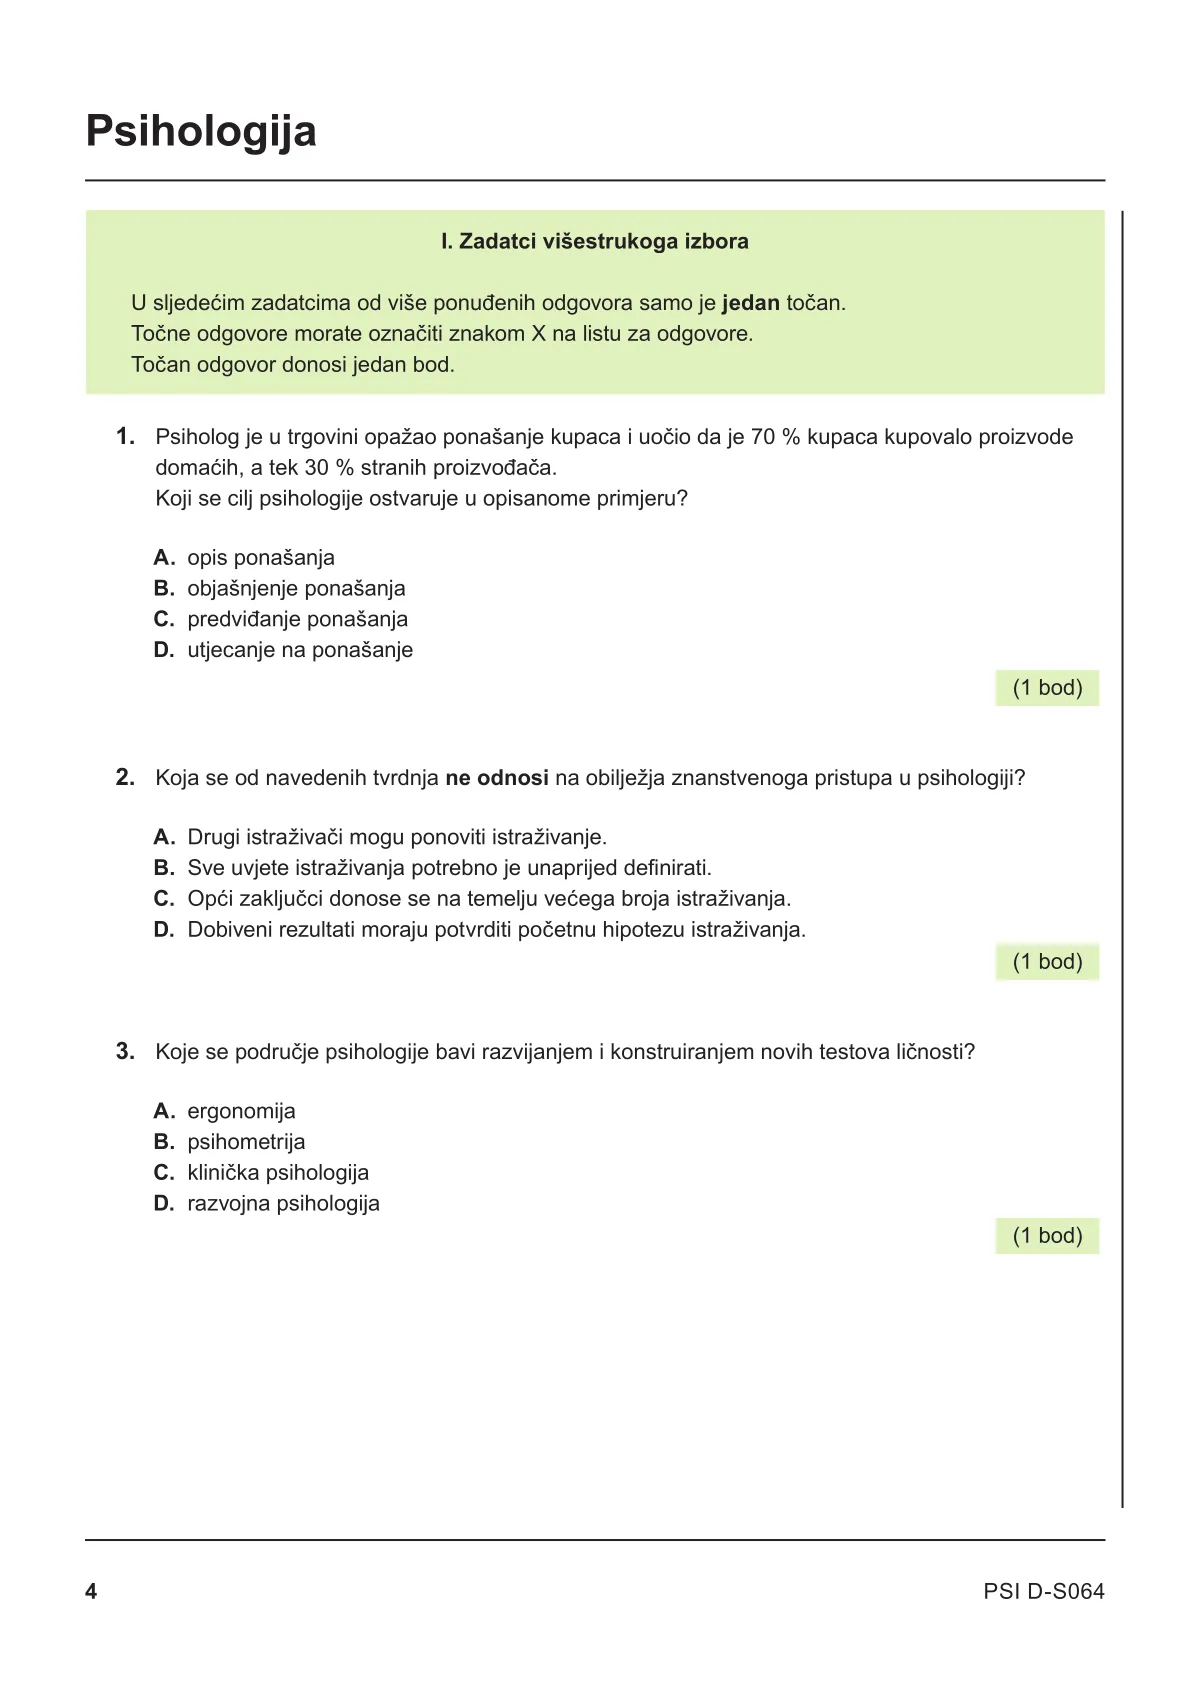 Psihologija
I. Zadatci višestrukoga izbora
U sljedećim zadatcima od više ponuđenih odgovora samo je jedan točan.
Točne odgovore morate označiti znakom X na listu za odgovore.
Točan odgovor donosi jedan bod.
1. Psiholog je u trgovini opažao ponašanje kupaca i uočio da je 70 % kupaca kupovalo proizvode
domaćih, a tek 30 % stranih proizvođača.
Koji se cilj psihologije ostvaruje u opisanome primjeru?
A. opis ponašanja
B. objašnjenje ponašanja
C. predviđanje ponašanja
D. utjecanje na ponašanje
(1 bod)
2. Koja se od navedenih tvrdnja ne odnosi na obilježja znanstvenoga pristupa u psihologiji?
A. Drugi istraživači mogu ponoviti istraživanje.
B. Sve uvjete istraživanja potrebno je unaprijed definirati.
C. Opći zaključci donose se na temelju većega broja istraživanja.
D. Dobiveni rezultati moraju potvrditi početnu hipotezu istraživanja.
(1 bod)
3. Koje se područje psihologije bavi razvijanjem i konstruiranjem novih testova ličnosti?
A. ergonomija
B. psihometrija
C. klinička psihologija
D. razvojna psihologija
(1 bod)
4
PSI D-S064